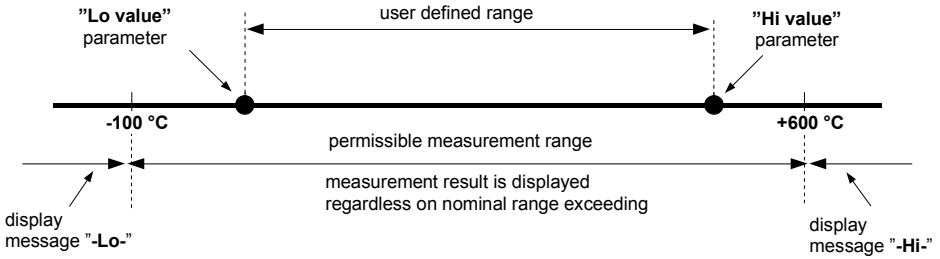 ”Lo value”
parameter
user defined range
”Hi value”
parameter
-100 °C
+600 °C
permissible measurement range
measurement result is displayed
regardless on nominal range exceeding
display
message ”-Lo-”
display
message ”-Hi-”